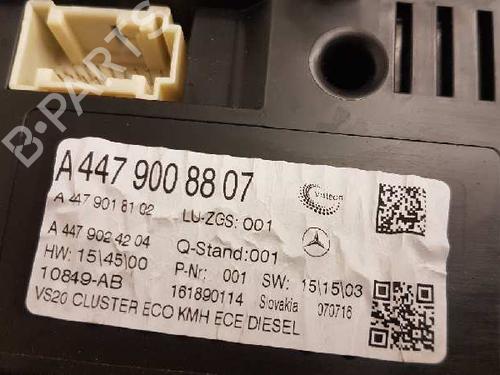 A 447 900 88 07
Visteon
A 447 901 81 02
LU-ZGS: 001
A 447 902 42 04
Q-Stand:001
HW: 15\45\00
P-Nr: 001
SW: 15\15\03
10849-AB
161890114
Slovakia
070716
VS20 CLUSTER ECO KMH ECE DIESEL
B-PARTS